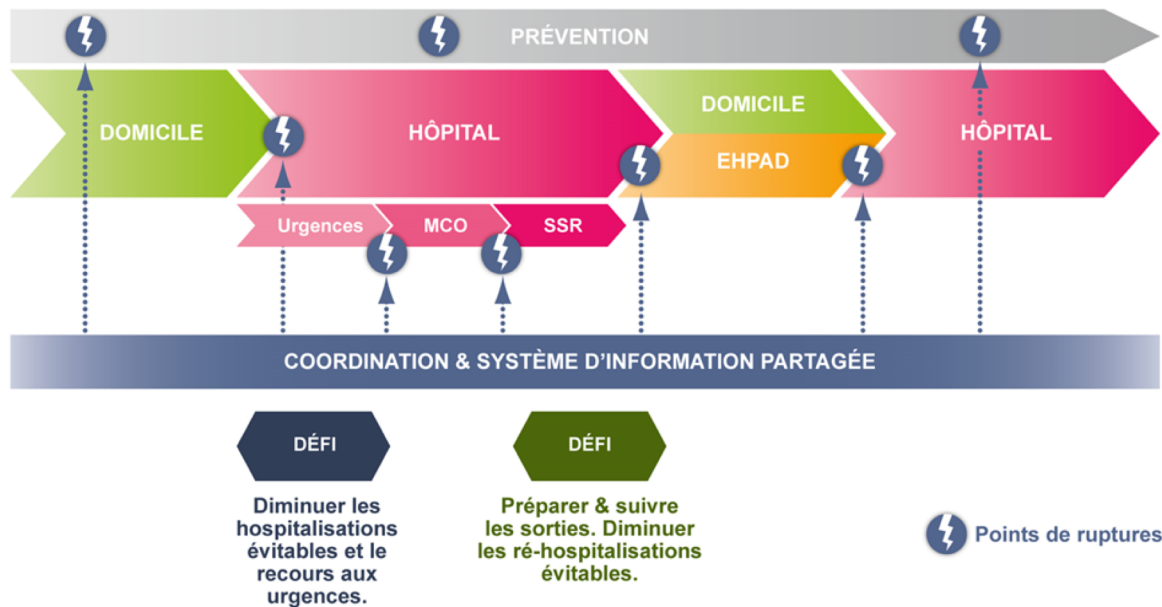 PRÉVENTION
DOMICILE
HÔPITAL
DOMICILE
EHPAD
HÔPITAL
Urgences
MCO
SSR
COORDINATION & SYSTÈME D’INFORMATION PARTAGÉE
DÉFI
Diminuer les
hospitalisations
évitables et le
recours aux
urgences.
DÉFI
Préparer & suivre
les sorties. Diminuer
les ré-hospitalisations
évitables.
Points de ruptures